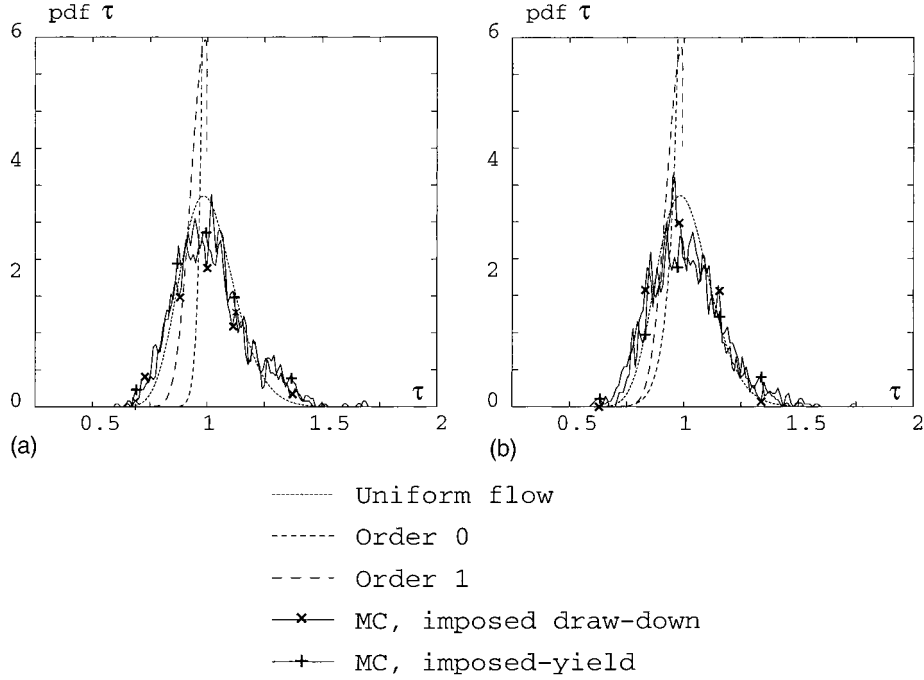 pdf τ
6
4
2
0
0.5
1
1.5
2
τ
(a)
pdf τ
6
4
2
0
0.5
1
1.5
2
τ
(b)
Uniform flow
Order 0
Order 1
MC, imposed draw-down
MC, imposed-yield